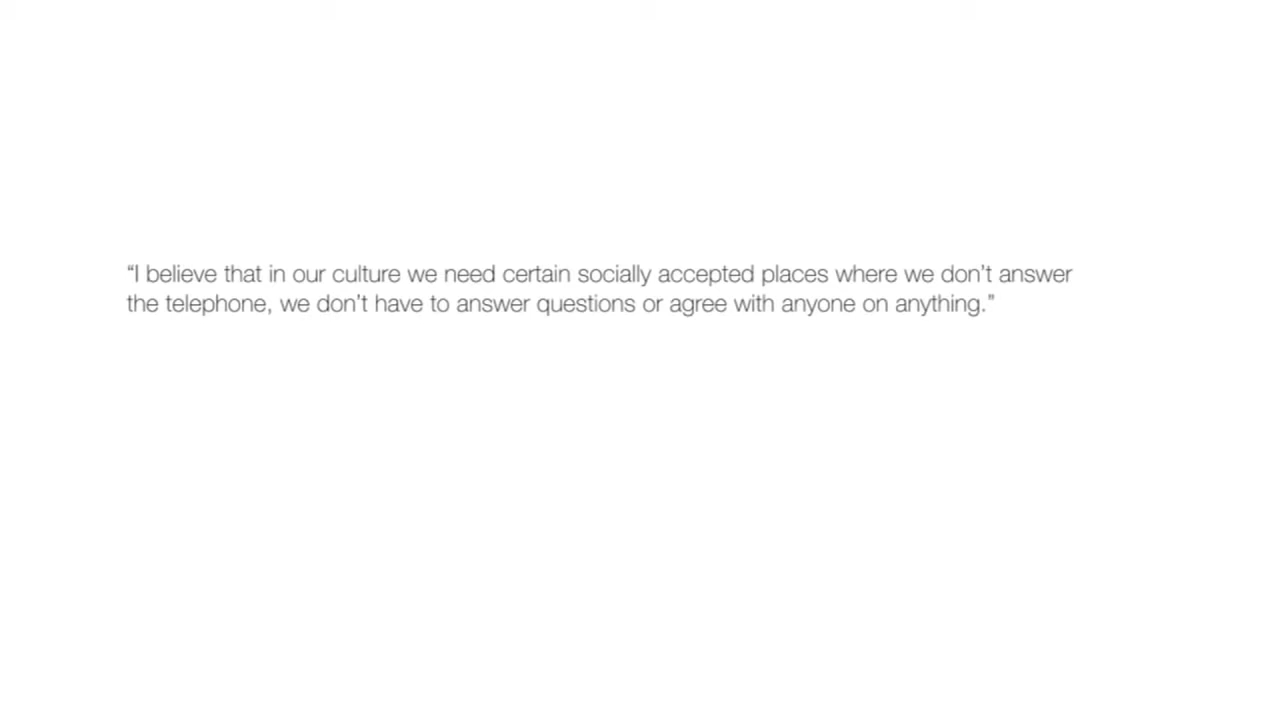 “I believe that in our culture we need certain socially accepted places where we don’t answer
the telephone, we don’t have to answer questions or agree with anyone on anything.”